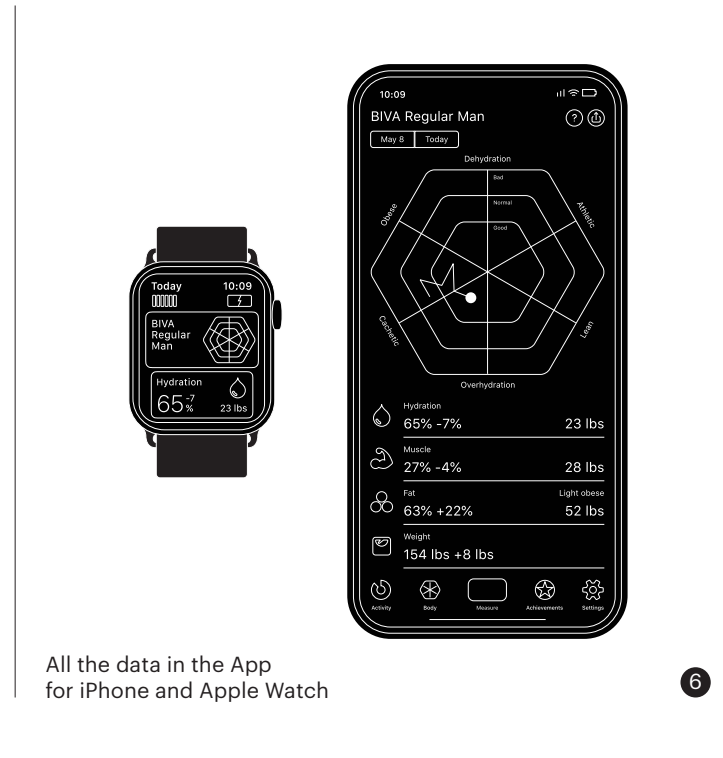 10:09
BIVA Regular Man
?
May 8 Today
Dehydration
Bad
Normal
Good
Obese
Athletic
Cachetic
Lean
Overhydration
Today 10:09
BIVA
Regular
Man
Hydration
65 -7 % 23 lbs
Hydration
65% -7% 23 lbs
Muscle
27% -4% 28 lbs
Fat Light obese
63% +22% 52 lbs
Weight
154 lbs +8 lbs
Activity Body Measure Achievements Settings
All the data in the App
for iPhone and Apple Watch
6